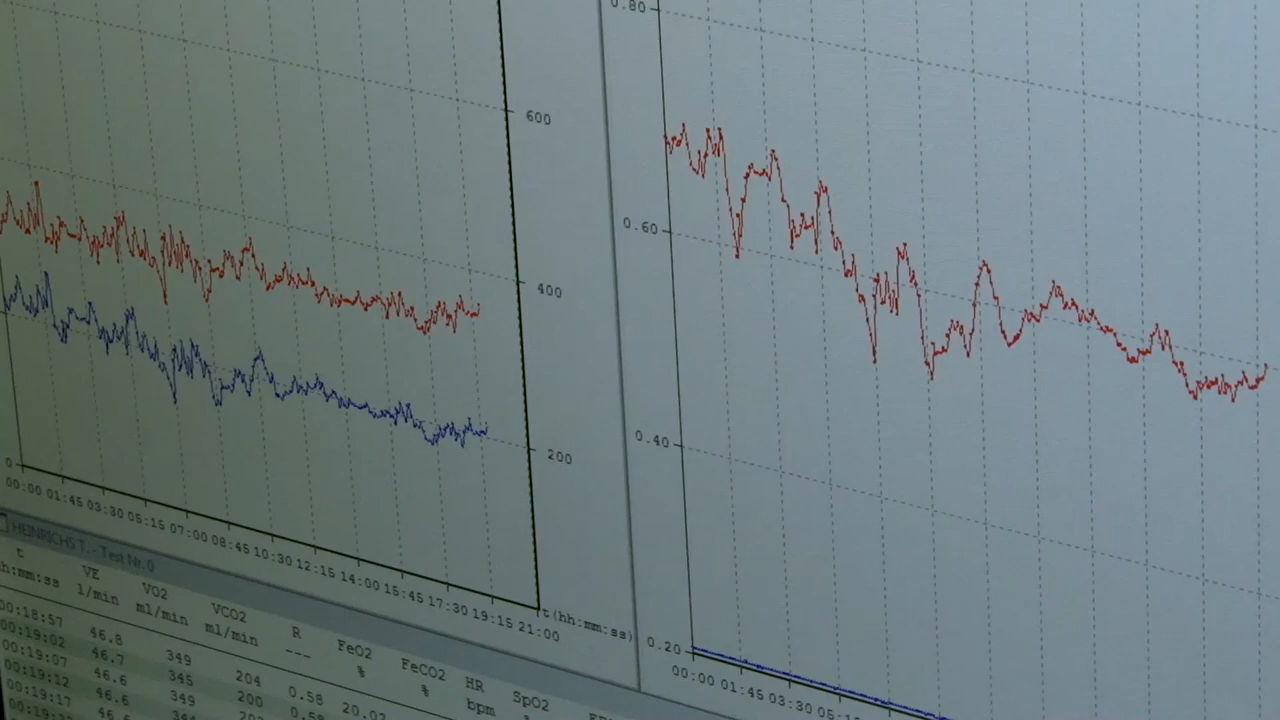 600
400
200
0
00:00 01:45 03:30 05:15 07:00 08:45 10:30 12:15 14:00 15:45 17:30 19:15 21:00
t(hh:mm:ss)
0.80
0.60
0.40
0.20
00:00 01:45 03:30
HEINRICHS T. - Test Nr. 0
t VE VO2 VCO2 R FeO2 FeCO2 HR SpO2
h:mm:ss l/min ml/min ml/min --- % % bpm
00:18:57 46.8 349 204 0.58 20.02
00:19:02 46.7 345 200
00:19:07 46.6 349
00:19:12 46.6
00:19:17